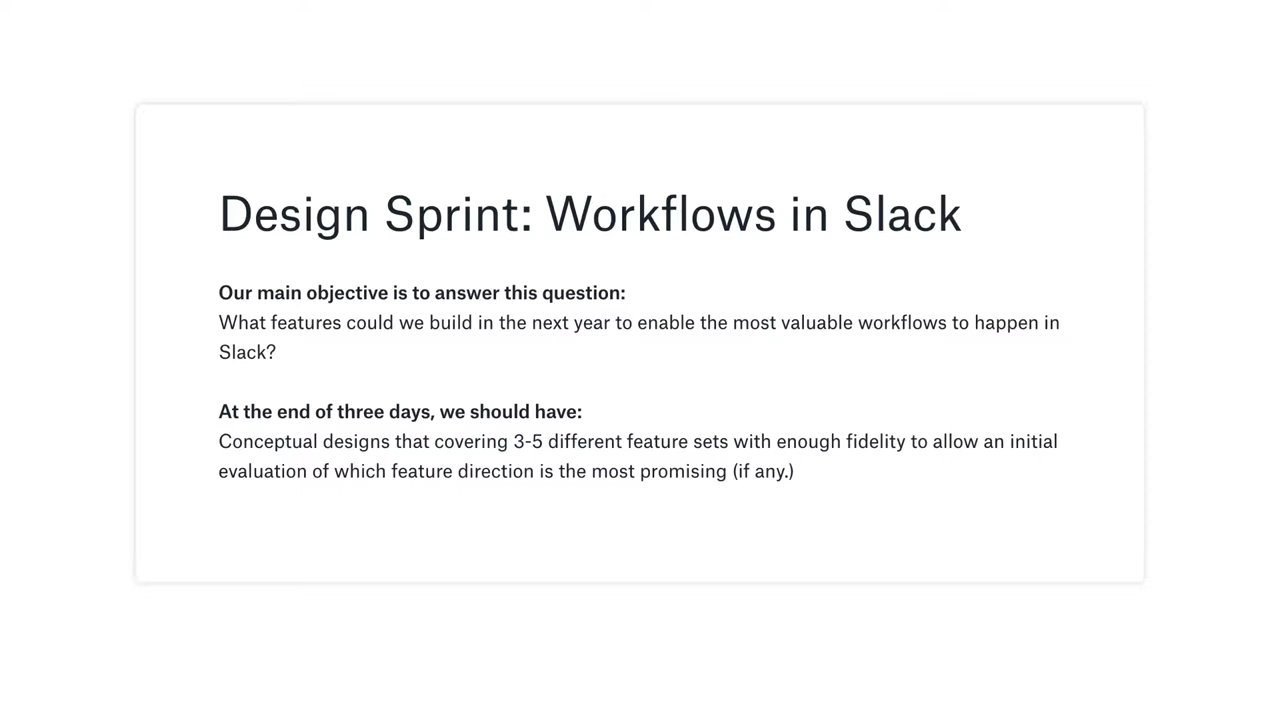 Design Sprint: Workflows in Slack
Our main objective is to answer this question:
What features could we build in the next year to enable the most valuable workflows to happen in
Slack?
At the end of three days, we should have:
Conceptual designs that covering 3-5 different feature sets with enough fidelity to allow an initial
evaluation of which feature direction is the most promising (if any.)